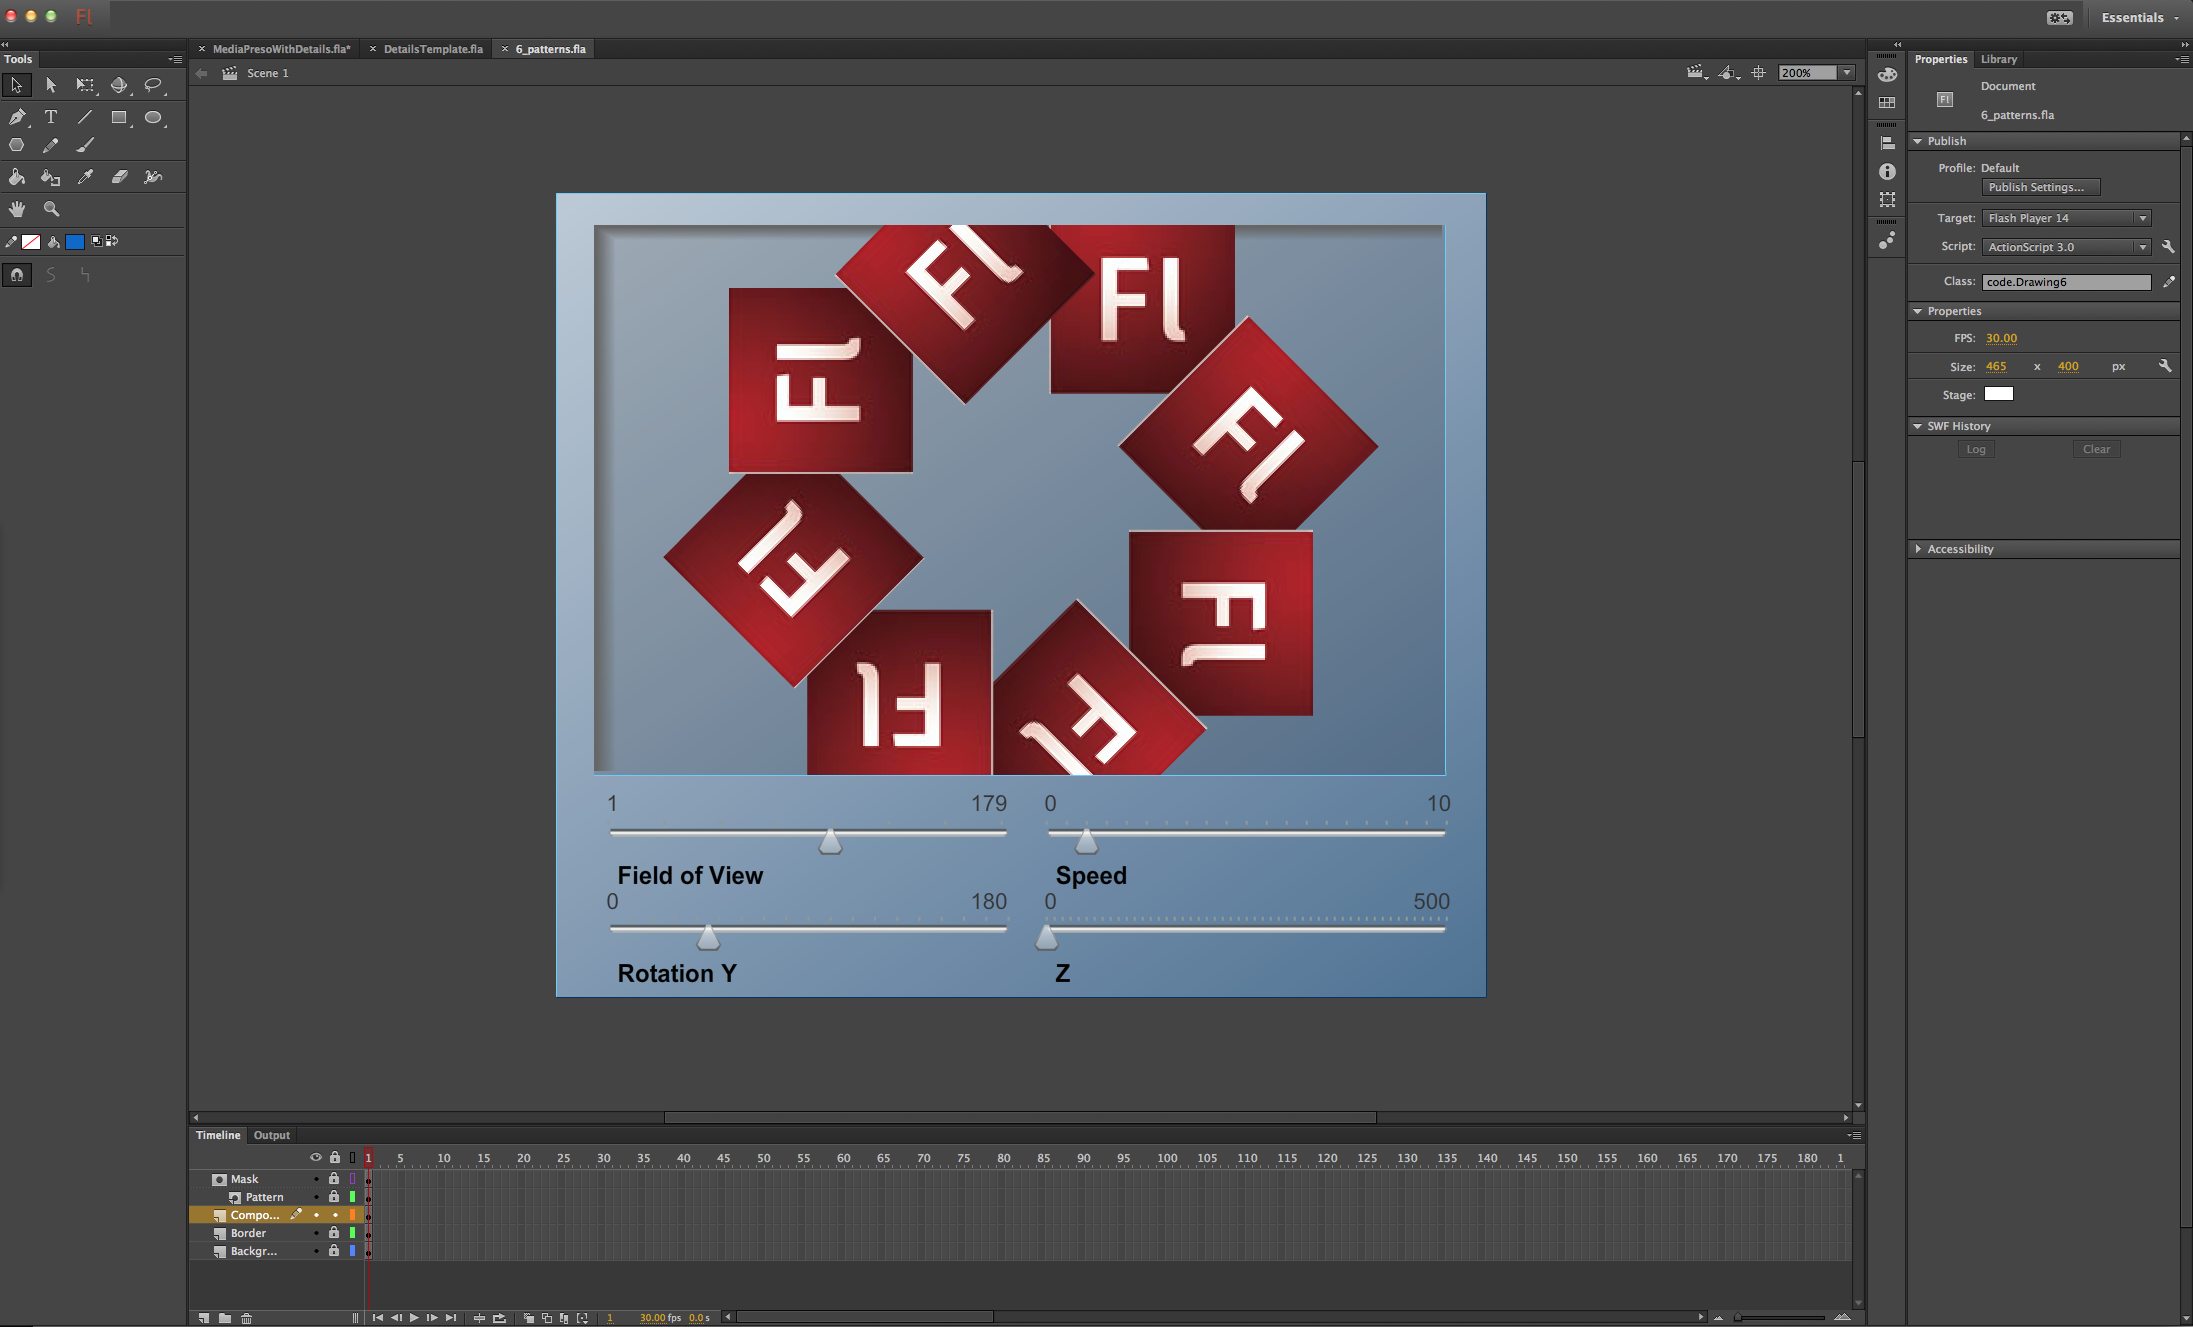 Fl
Essentials
MediaPresoWithDetails.fla*
DetailsTemplate.fla
6_patterns.fla
Tools
Scene 1
200%
Properties
Library
Document
Fl
6_patterns.fla
Publish
Profile: Default
Publish Settings...
Target: Flash Player 14
Script: ActionScript 3.0
Class: code.Drawing6
Properties
FPS: 30.00
Size: 465 x 400 px
Stage:
SWF History
Log
Clear
Accessibility
Fl
Fl
Fl
Fl
Fl
Fl
Fl
Fl
1 179
Field of View
0 10
Speed
0 180
Rotation Y
0 500
Z
Timeline
Output
1 5 10 15 20 25 30 35 40 45 50 55 60 65 70 75 80 85 90 95 100 105 110 115 120 125 130 135 140 145 150 155 160 165 170 175 180 1
Mask
Pattern
Compo...
Border
Backgr...
1 30.00 fps 0.0 s